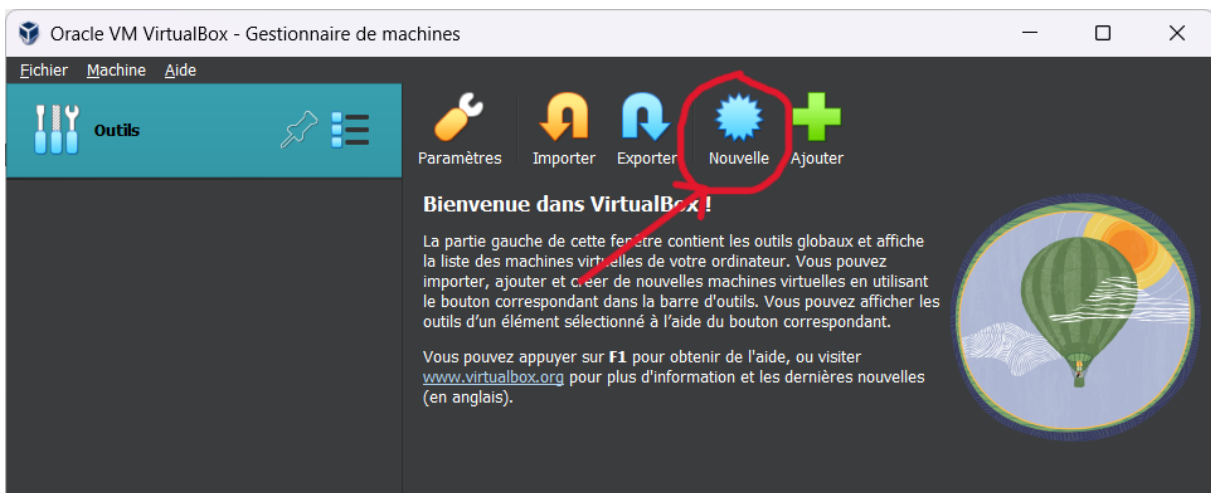 Oracle VM VirtualBox - Gestionnaire de machines
Fichier Machine Aide
Outils
Paramètres Importer Exporter Nouvelle Ajouter
Bienvenue dans VirtualBox !
La partie gauche de cette fenêtre contient les outils globaux et affiche
la liste des machines virtuelles de votre ordinateur. Vous pouvez
importer, ajouter et créer de nouvelles machines virtuelles en utilisant
le bouton correspondant dans la barre d'outils. Vous pouvez afficher les
outils d’un élément sélectionné à l’aide du bouton correspondant.
Vous pouvez appuyer sur F1 pour obtenir de l'aide, ou visiter
www.virtualbox.org pour plus d'information et les dernières nouvelles
(en anglais).